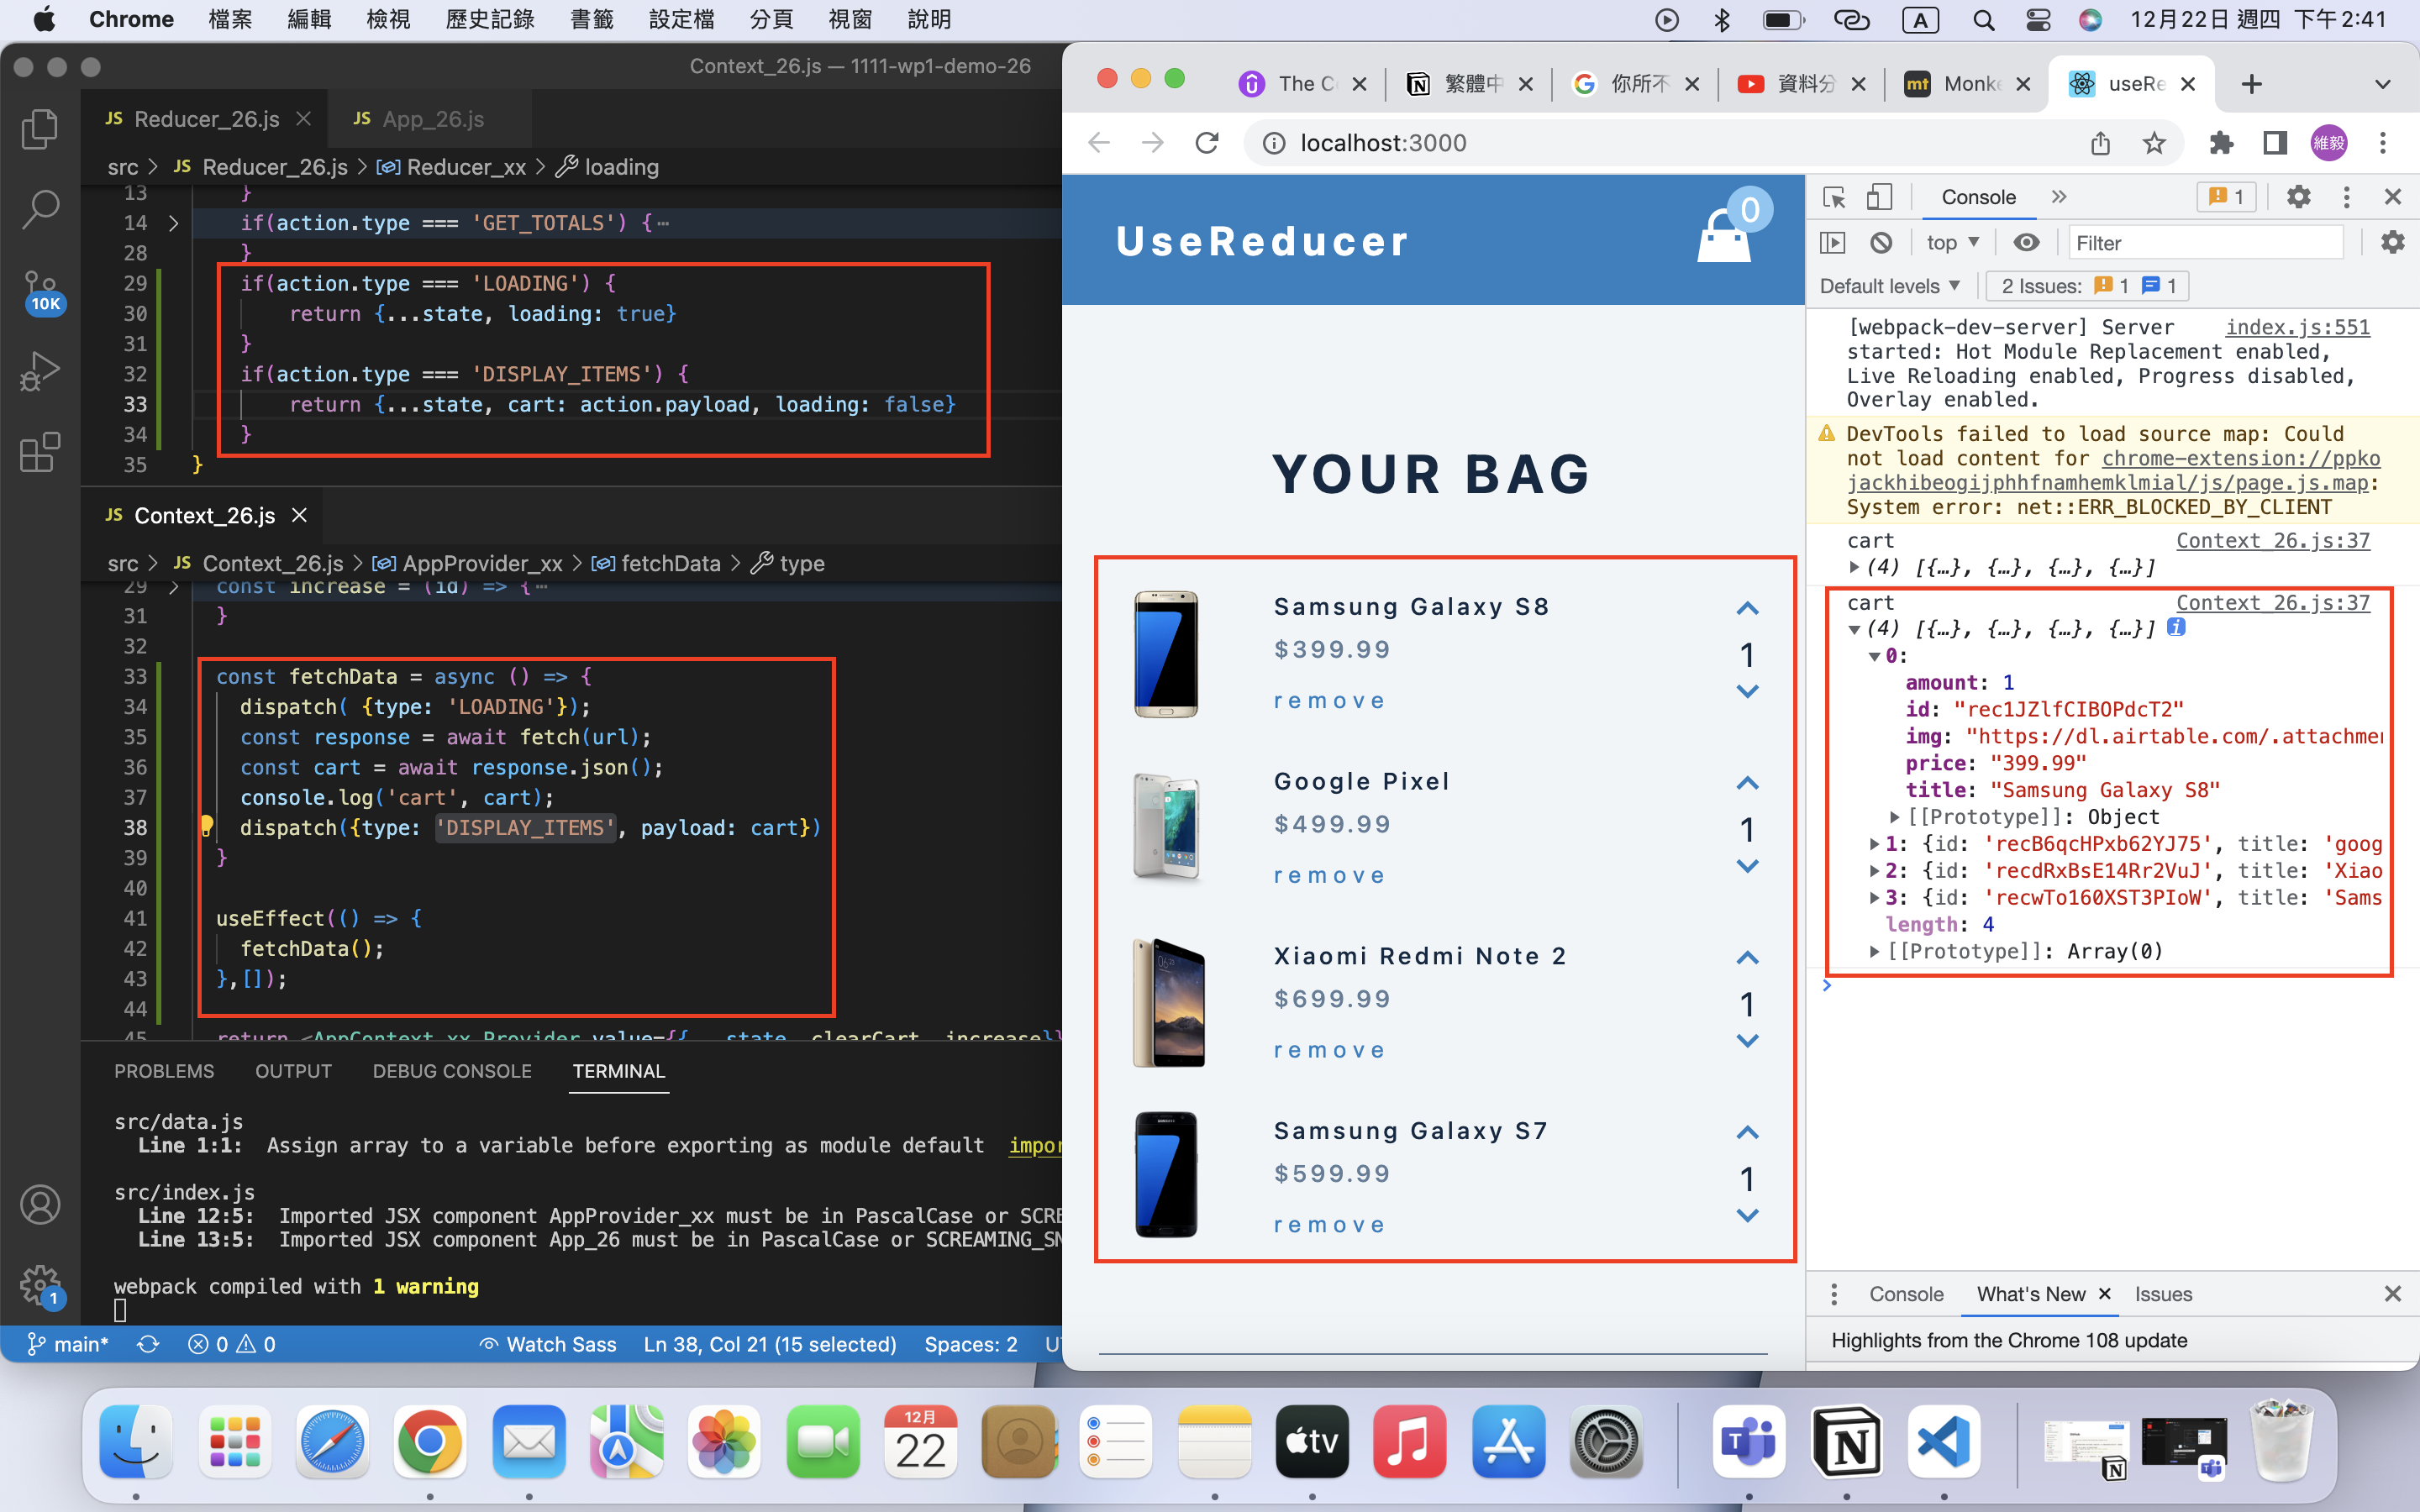 Chrome 檔案 編輯 檢視 歷史記錄 書籤 設定檔 分頁 視窗 說明
A 12月22日 週四 下午2:41
Context_26.js — 1111-wp1-demo-26
JS Reducer_26.js
JS App_26.js
src > JS Reducer_26.js > Reducer_xx > loading
13 }
14 if(action.type === 'GET_TOTALS') {
28 }
29 if(action.type === 'LOADING') {
30 return {...state, loading: true}
31 }
32 if(action.type === 'DISPLAY_ITEMS') {
33 return {...state, cart: action.payload, loading: false}
34 }
35 }
10K
JS Context_26.js
src > JS Context_26.js > AppProvider_xx > fetchData > type
29 const increase = (id) => {
31 }
32
33 const fetchData = async () => {
34 dispatch( {type: 'LOADING'});
35 const response = await fetch(url);
36 const cart = await response.json();
37 console.log('cart', cart);
38 dispatch({type: 'DISPLAY_ITEMS', payload: cart})
39 }
40
41 useEffect(() => {
42 fetchData();
43 },[]);
44
45 return <AppContext_xx.Provider value={{...state, clearCart, increase}}
PROBLEMS OUTPUT DEBUG CONSOLE TERMINAL
src/data.js
Line 1:1: Assign array to a variable before exporting as module default impor
src/index.js
Line 12:5: Imported JSX component AppProvider_xx must be in PascalCase or SCRE
Line 13:5: Imported JSX component App_26 must be in PascalCase or SCREAMING_SN
webpack compiled with 1 warning
1
main* 0 0 Watch Sass Ln 38, Col 21 (15 selected) Spaces: 2
The C 繁體中 你所不 資料分 mt Monke useRe
localhost:3000
維毅
UseReducer
0
YOUR BAG
Samsung Galaxy S8
$399.99
remove
1
Google Pixel
$499.99
remove
1
Xiaomi Redmi Note 2
$699.99
remove
1
Samsung Galaxy S7
$599.99
remove
1
Console » 1
top Filter
Default levels 2 Issues: 1 1
[webpack-dev-server] Server index.js:551
started: Hot Module Replacement enabled,
Live Reloading enabled, Progress disabled,
Overlay enabled.
DevTools failed to load source map: Could
not load content for chrome-extension://ppko
jackhibeogijphhfnamhemklmial/js/page.js.map:
System error: net::ERR_BLOCKED_BY_CLIENT
cart Context_26.js:37
(4) [{…}, {…}, {…}, {…}]
cart Context_26.js:37
(4) [{…}, {…}, {…}, {…}] i
0:
amount: 1
id: "rec1JZlfCIBOPdcT2"
img: "https://dl.airtable.com/.attachmen
price: "399.99"
title: "Samsung Galaxy S8"
[[Prototype]]: Object
1: {id: 'recB6qcHPxb62YJ75', title: 'goog
2: {id: 'recdRxBsE14Rr2VuJ', title: 'Xiao
3: {id: 'recwTo160XST3PIoW', title: 'Sams
length: 4
[[Prototype]]: Array(0)
Console What's New Issues
Highlights from the Chrome 108 update
12月
22
tv